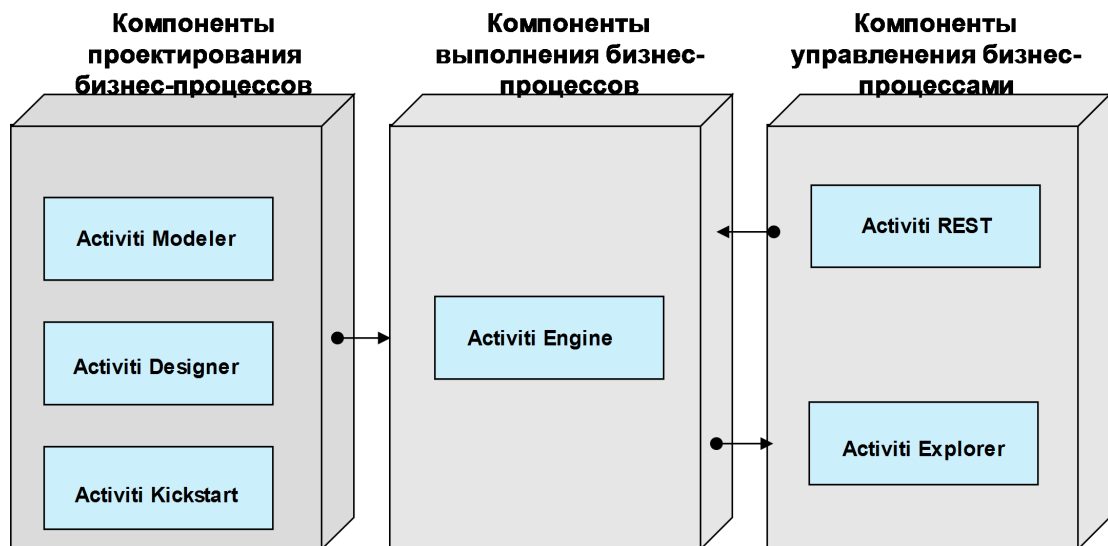 Компоненты
проектирования
бизнес-процессов
Компоненты
выполнения бизнес-
процессов
Компоненты
управленения бизнес-
процессами
Activiti Modeler
Activiti Designer
Activiti Kickstart
Activiti Engine
Activiti REST
Activiti Explorer